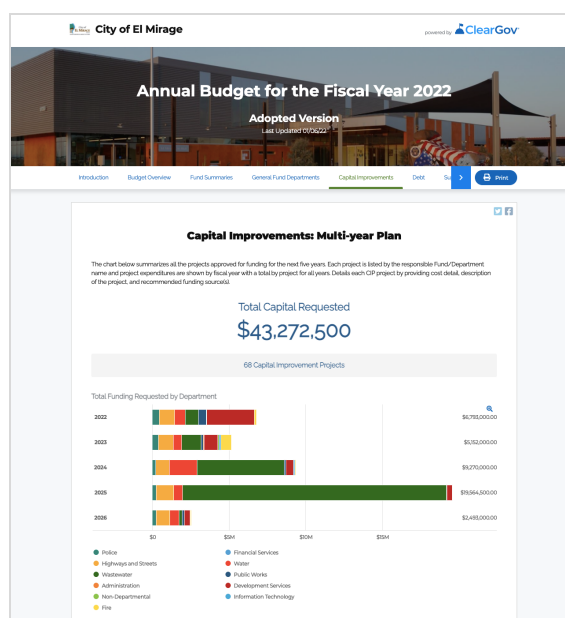 City of El Mirage
powered by ClearGov
Annual Budget for the Fiscal Year 2022
Adopted Version
Last Updated 01/06/22
Introduction Budget Overview Fund Summaries General Fund Departments Capital Improvements Debt Print
Capital Improvements: Multi-year Plan
The chart below summarizes all the projects approved for funding for the next five years. Each project is listed by the responsible Fund/Department
name and project expenditures are shown by fiscal year with a total by project for all years. Details each CIP project by providing cost detail, description
of the project, and recommended funding source(s).
Total Capital Requested
$43,272,500
68 Capital Improvement Projects
Total Funding Requested by Department
2022 $6,793,000.00
2023 $5,152,000.00
2024 $9,270,000.00
2025 $19,564,500.00
2026 $2,493,000.00
$0 $5M $10M $15M
Police Financial Services
Highways and Streets Water
Wastewater Public Works
Administration Development Services
Non-Departmental Information Technology
Fire